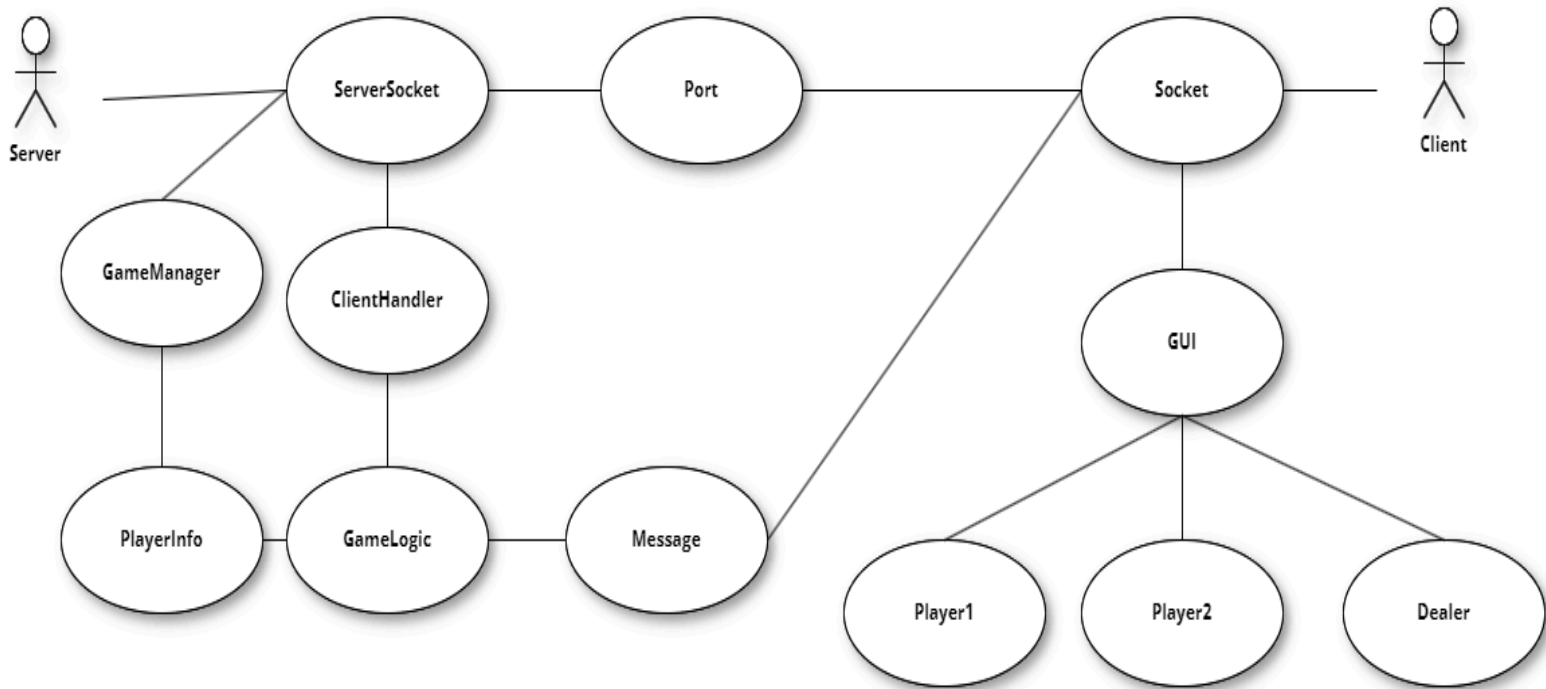 ServerSocket
Port
Socket
Server
Client
GameManager
ClientHandler
GUI
PlayerInfo
GameLogic
Message
Player1
Player2
Dealer